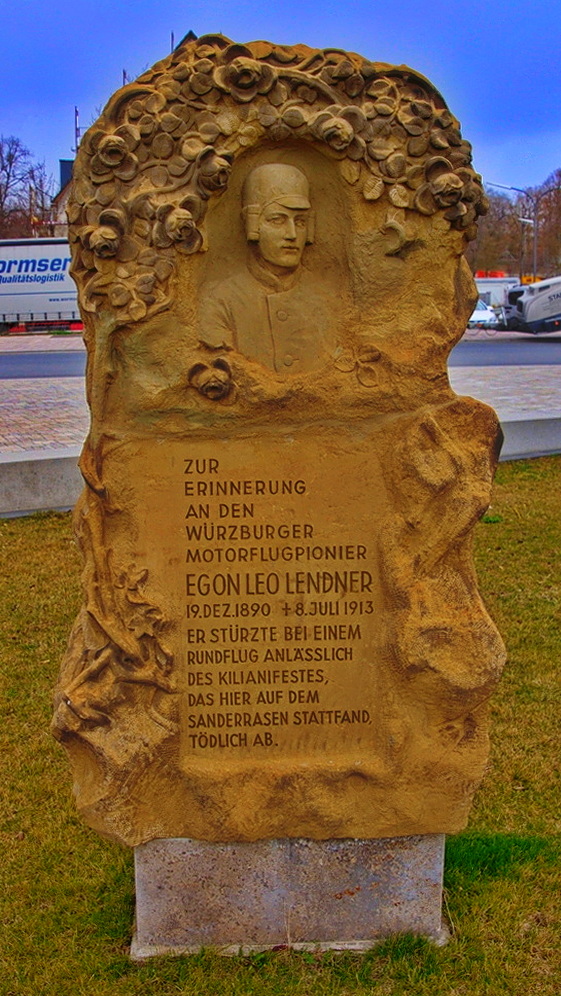 ormser
ualitätslogistik
ZUR
ERINNERUNG
AN DEN
WÜRZBURGER
MOTORFLUGPIONIER
EGON LEO LENDNER
19.DEZ.1890 +8.JULI 1913
ER STÜRZTE BEI EINEM
RUNDFLUG ANLÄSSLICH
DES KILIANIFESTES,
DAS HIER AUF DEM
SANDERRASEN STATTFAND,
TÖDLICH AB.